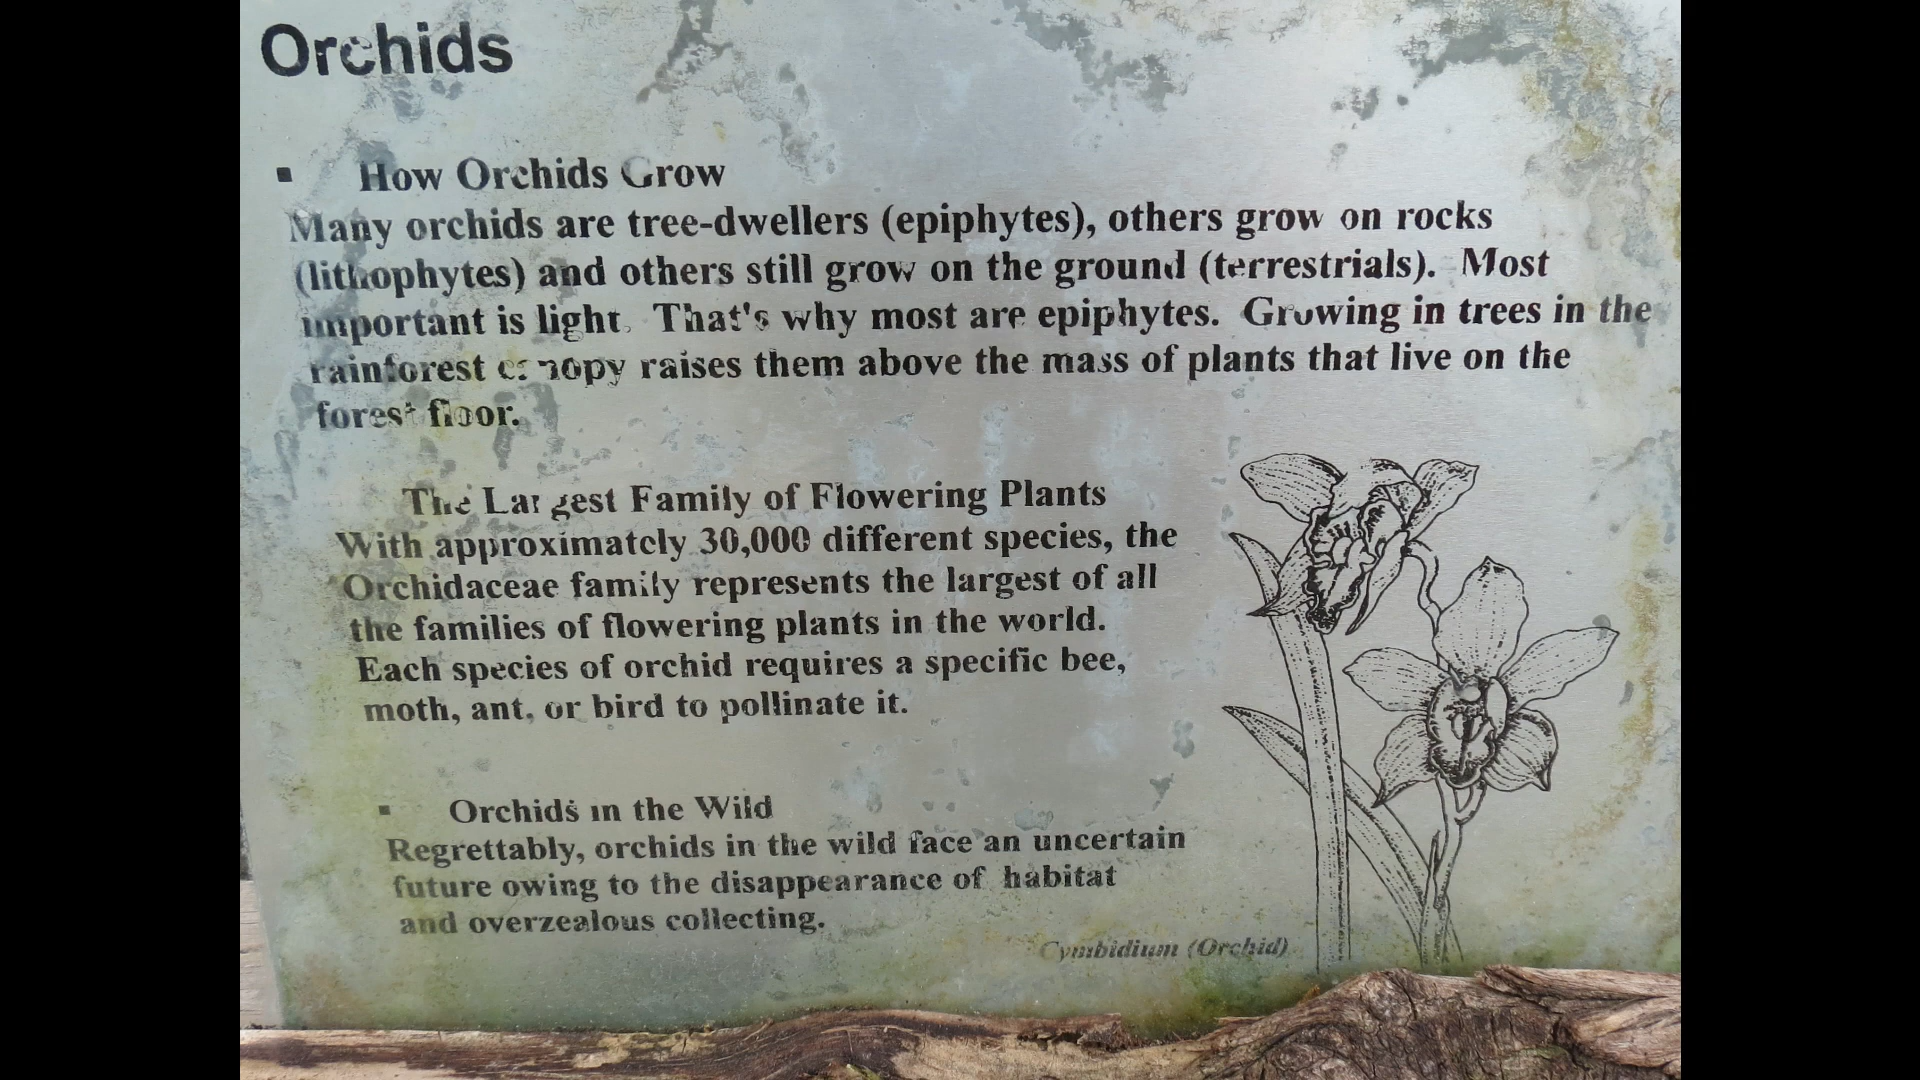 Orchids
▪ How Orchids Grow
Many orchids are tree-dwellers (epiphytes), others grow on rocks
(lithophytes) and others still grow on the ground (terrestrials). Most
important is light. That's why most are epiphytes. Growing in trees in the
rainforest canopy raises them above the mass of plants that live on the
forest floor.
The Largest Family of Flowering Plants
With approximately 30,000 different species, the
Orchidaceae family represents the largest of all
the families of flowering plants in the world.
Each species of orchid requires a specific bee,
moth, ant, or bird to pollinate it.
▪ Orchids in the Wild
Regrettably, orchids in the wild face an uncertain
future owing to the disappearance of habitat
and overzealous collecting.
Cymbidium (Orchid)